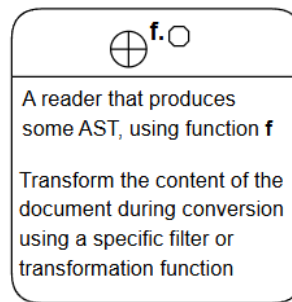 ⊕f.⎔
A reader that produces
some AST, using function f
Transform the content of the
document during conversion
using a specific filter or
transformation function